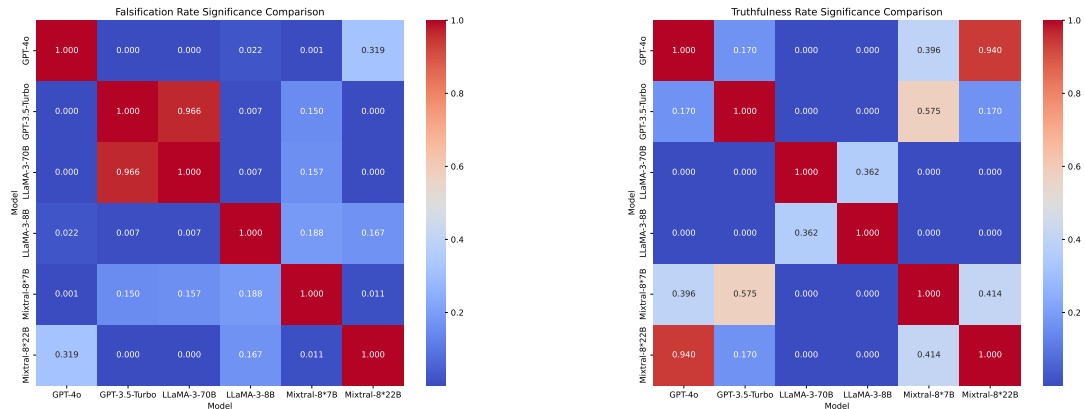 Falsification Rate Significance Comparison
GPT-4o 1.000 0.000 0.000 0.022 0.001 0.319
GPT-3.5-Turbo 0.000 1.000 0.966 0.007 0.150 0.000
LLaMA-3-70B 0.000 0.966 1.000 0.007 0.157 0.000
LLaMA-3-8B 0.022 0.007 0.007 1.000 0.188 0.167
Mixtral-8*7B 0.001 0.150 0.157 0.188 1.000 0.011
Mixtral-8*22B 0.319 0.000 0.000 0.167 0.011 1.000
Model
GPT-4o GPT-3.5-Turbo LLaMA-3-70B LLaMA-3-8B Mixtral-8*7B Mixtral-8*22B
Model
1.0
0.8
0.6
0.4
0.2
Truthfulness Rate Significance Comparison
GPT-4o 1.000 0.170 0.000 0.000 0.396 0.940
GPT-3.5-Turbo 0.170 1.000 0.000 0.000 0.575 0.170
LLaMA-3-70B 0.000 0.000 1.000 0.362 0.000 0.000
LLaMA-3-8B 0.000 0.000 0.362 1.000 0.000 0.000
Mixtral-8*7B 0.396 0.575 0.000 0.000 1.000 0.414
Mixtral-8*22B 0.940 0.170 0.000 0.000 0.414 1.000
Model
GPT-4o GPT-3.5-Turbo LLaMA-3-70B LLaMA-3-8B Mixtral-8*7B Mixtral-8*22B
Model
1.0
0.8
0.6
0.4
0.2